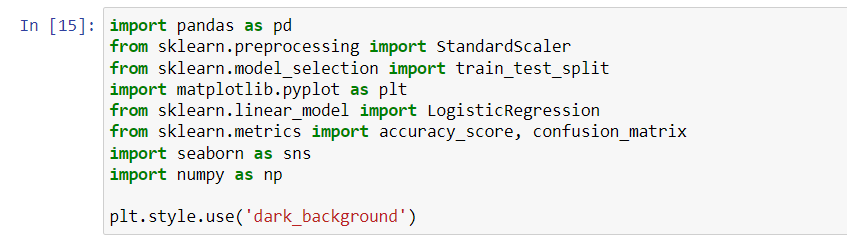 In [15]: import pandas as pd
from sklearn.preprocessing import StandardScaler
from sklearn.model_selection import train_test_split
import matplotlib.pyplot as plt
from sklearn.linear_model import LogisticRegression
from sklearn.metrics import accuracy_score, confusion_matrix
import seaborn as sns
import numpy as np
plt.style.use('dark_background')